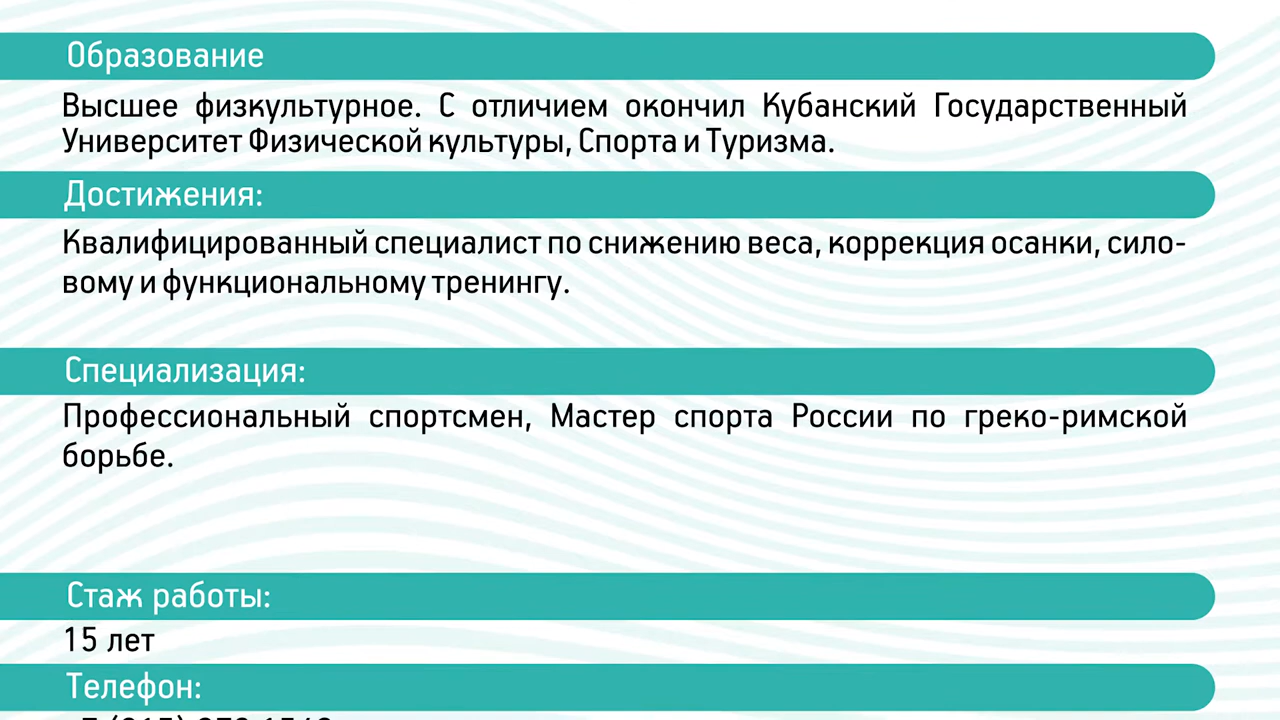 Образование
Высшее физкультурное. С отличием окончил Кубанский Государственный
Университет Физической культуры, Спорта и Туризма.
Достижения:
Квалифицированный специалист по снижению веса, коррекция осанки, сило-
вому и функциональному тренингу.
Специализация:
Профессиональный спортсмен, Мастер спорта России по греко-римской
борьбе.
Стаж работы:
15 лет
Телефон: